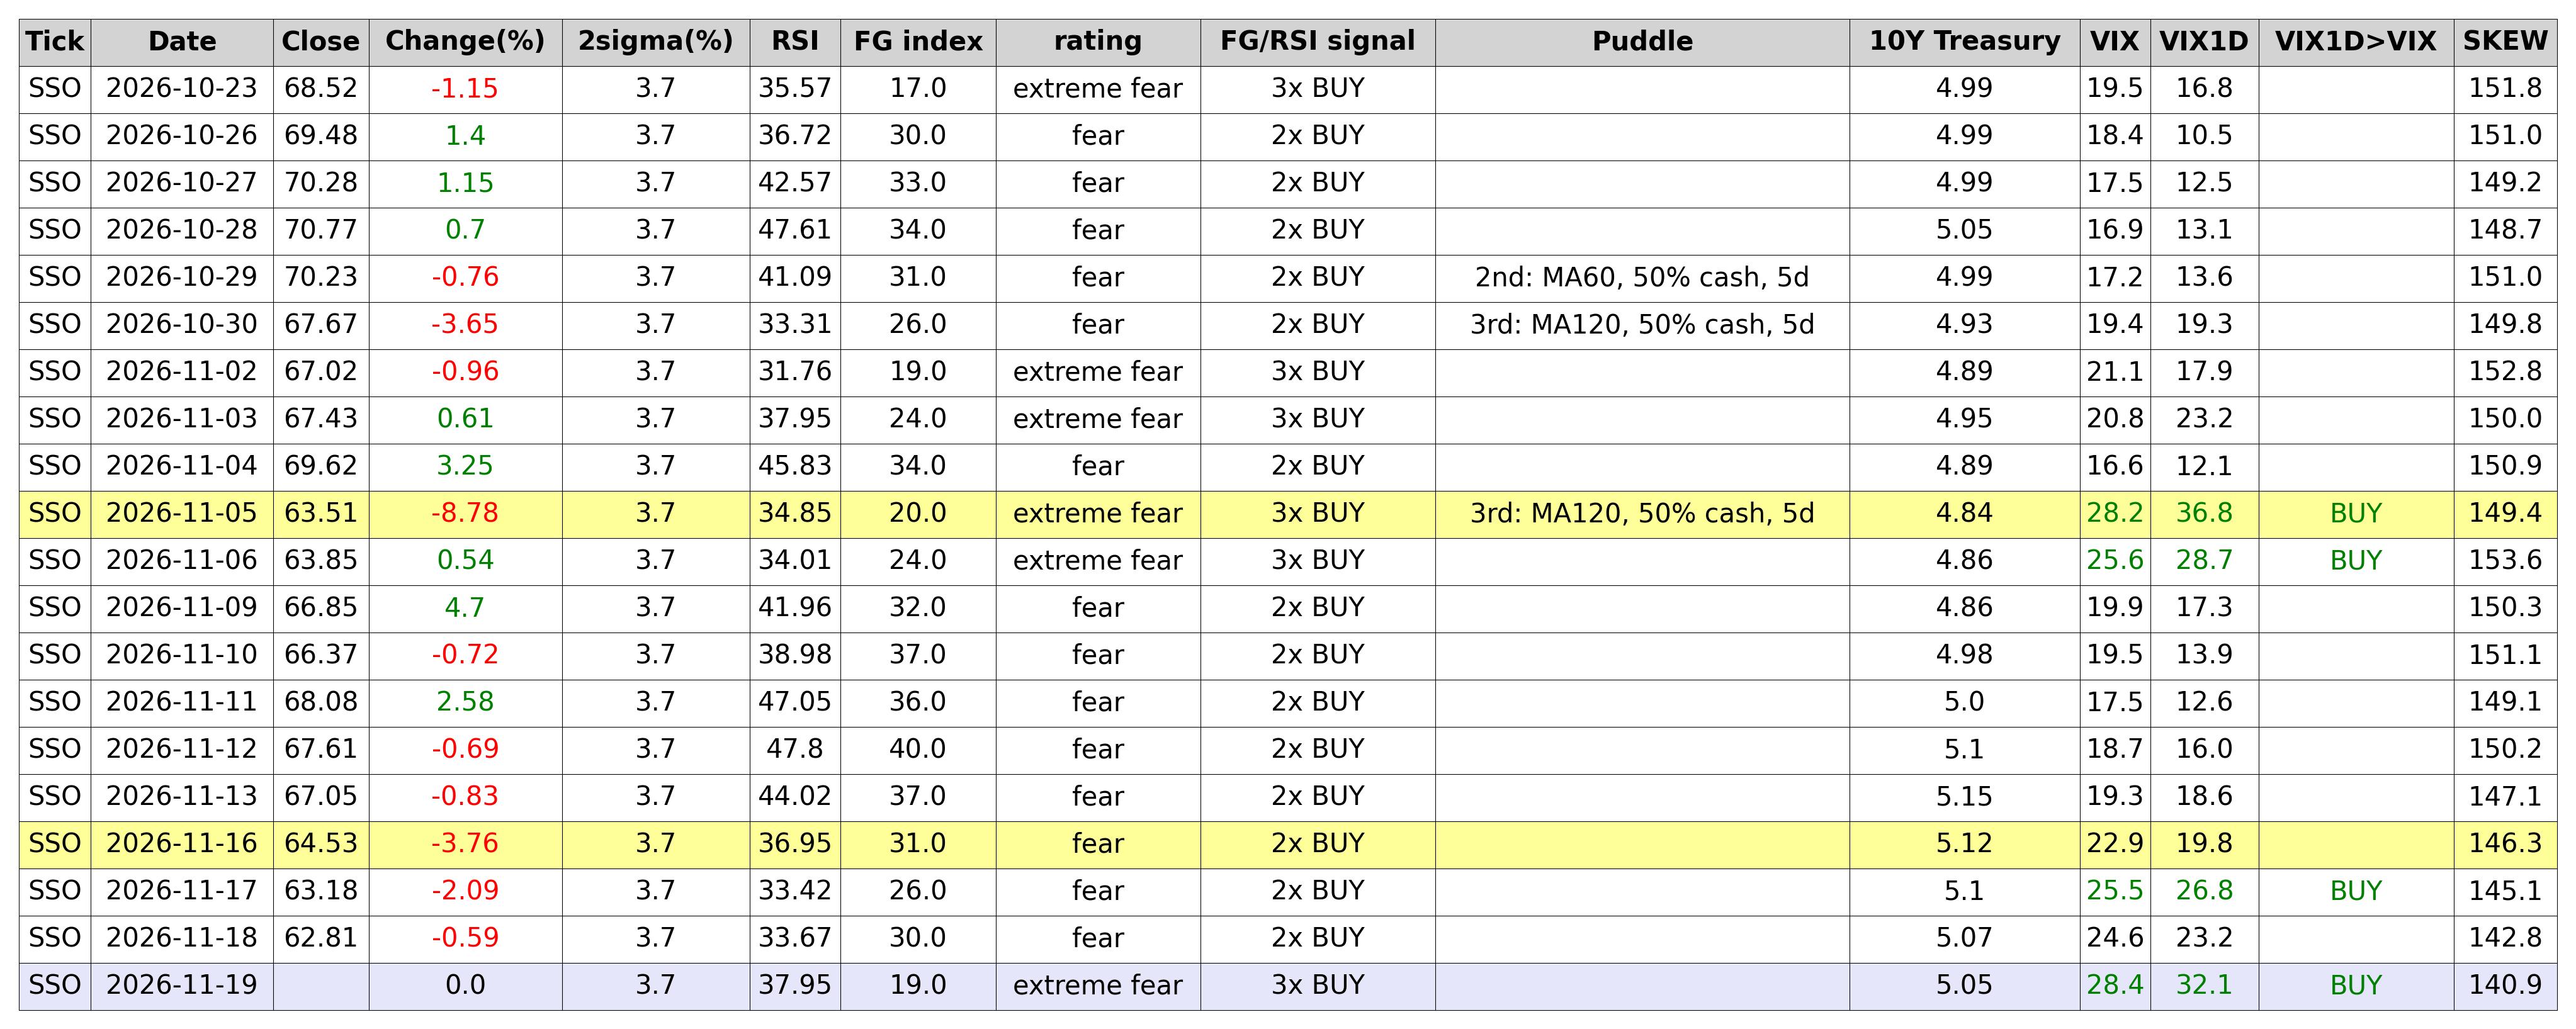 Tick Date Close Change(%) 2sigma(%) RSI FG index rating FG/RSI signal Puddle 10Y Treasury VIX VIX1D VIX1D>VIX SKEW
SSO 2026-10-23 68.52 -1.15 3.7 35.57 17.0 extreme fear 3x BUY 4.99 19.5 16.8 151.8
SSO 2026-10-26 69.48 1.4 3.7 36.72 30.0 fear 2x BUY 4.99 18.4 10.5 151.0
SSO 2026-10-27 70.28 1.15 3.7 42.57 33.0 fear 2x BUY 4.99 17.5 12.5 149.2
SSO 2026-10-28 70.77 0.7 3.7 47.61 34.0 fear 2x BUY 5.05 16.9 13.1 148.7
SSO 2026-10-29 70.23 -0.76 3.7 41.09 31.0 fear 2x BUY 2nd: MA60, 50% cash, 5d 4.99 17.2 13.6 151.0
SSO 2026-10-30 67.67 -3.65 3.7 33.31 26.0 fear 2x BUY 3rd: MA120, 50% cash, 5d 4.93 19.4 19.3 149.8
SSO 2026-11-02 67.02 -0.96 3.7 31.76 19.0 extreme fear 3x BUY 4.89 21.1 17.9 152.8
SSO 2026-11-03 67.43 0.61 3.7 37.95 24.0 extreme fear 3x BUY 4.95 20.8 23.2 150.0
SSO 2026-11-04 69.62 3.25 3.7 45.83 34.0 fear 2x BUY 4.89 16.6 12.1 150.9
SSO 2026-11-05 63.51 -8.78 3.7 34.85 20.0 extreme fear 3x BUY 3rd: MA120, 50% cash, 5d 4.84 28.2 36.8 BUY 149.4
SSO 2026-11-06 63.85 0.54 3.7 34.01 24.0 extreme fear 3x BUY 4.86 25.6 28.7 BUY 153.6
SSO 2026-11-09 66.85 4.7 3.7 41.96 32.0 fear 2x BUY 4.86 19.9 17.3 150.3
SSO 2026-11-10 66.37 -0.72 3.7 38.98 37.0 fear 2x BUY 4.98 19.5 13.9 151.1
SSO 2026-11-11 68.08 2.58 3.7 47.05 36.0 fear 2x BUY 5.0 17.5 12.6 149.1
SSO 2026-11-12 67.61 -0.69 3.7 47.8 40.0 fear 2x BUY 5.1 18.7 16.0 150.2
SSO 2026-11-13 67.05 -0.83 3.7 44.02 37.0 fear 2x BUY 5.15 19.3 18.6 147.1
SSO 2026-11-16 64.53 -3.76 3.7 36.95 31.0 fear 2x BUY 5.12 22.9 19.8 146.3
SSO 2026-11-17 63.18 -2.09 3.7 33.42 26.0 fear 2x BUY 5.1 25.5 26.8 BUY 145.1
SSO 2026-11-18 62.81 -0.59 3.7 33.67 30.0 fear 2x BUY 5.07 24.6 23.2 142.8
SSO 2026-11-19 0.0 3.7 37.95 19.0 extreme fear 3x BUY 5.05 28.4 32.1 BUY 140.9